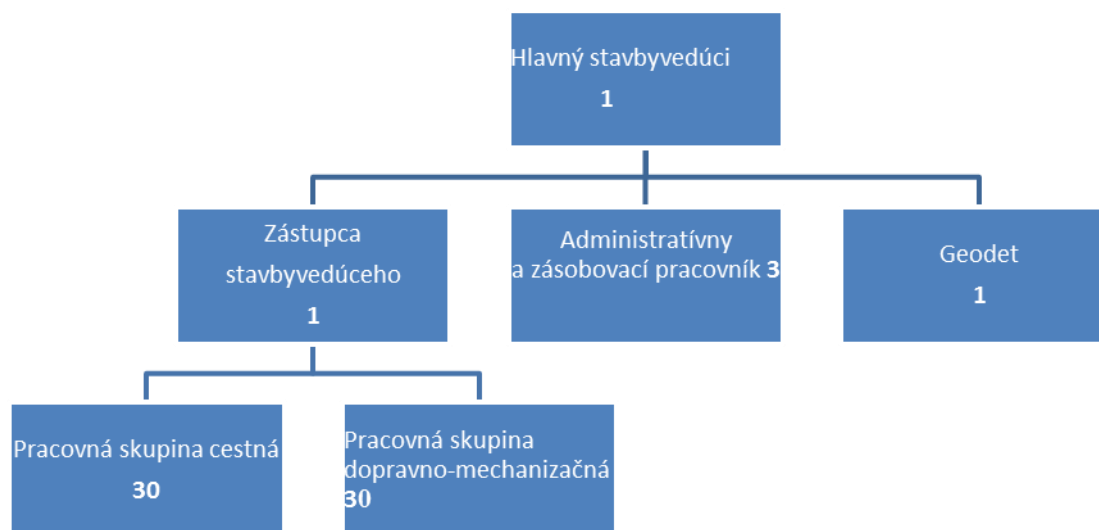 Hlavný stavbyvedúci
1
Zástupca
stavbyvedúceho
1
Administratívny
a zásobovací pracovník 3
Geodet
1
Pracovná skupina cestná
30
Pracovná skupina
dopravno-mechanizačná
30